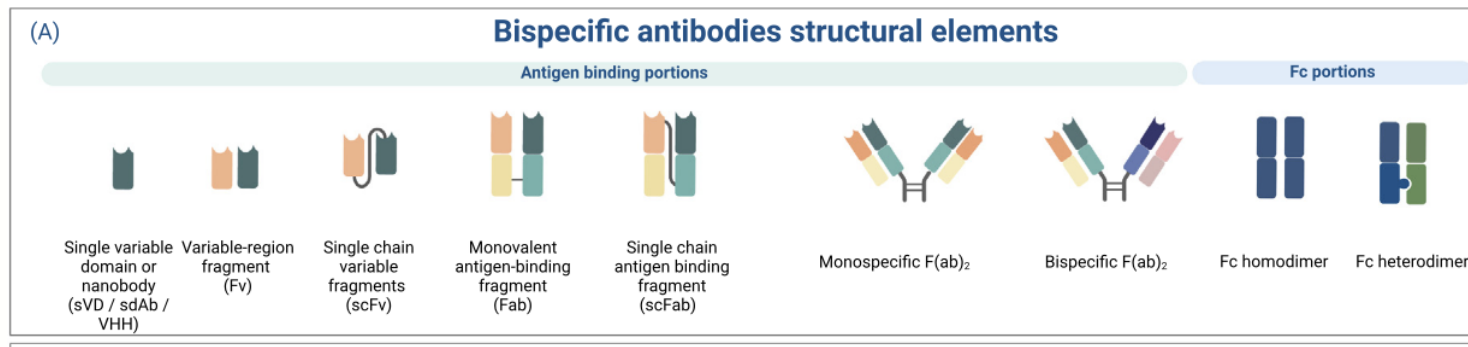 (A)
Bispecific antibodies structural elements
Antigen binding portions
Fc portions
Single variable
domain or
nanobody
(sVD / sdAb /
VHH)
Variable-region
fragment
(Fv)
Single chain
variable
fragments
(scFv)
Monovalent
antigen-binding
fragment
(Fab)
Single chain
antigen binding
fragment
(scFab)
Monospecific F(ab)₂
Bispecific F(ab)₂
Fc homodimer
Fc heterodimer